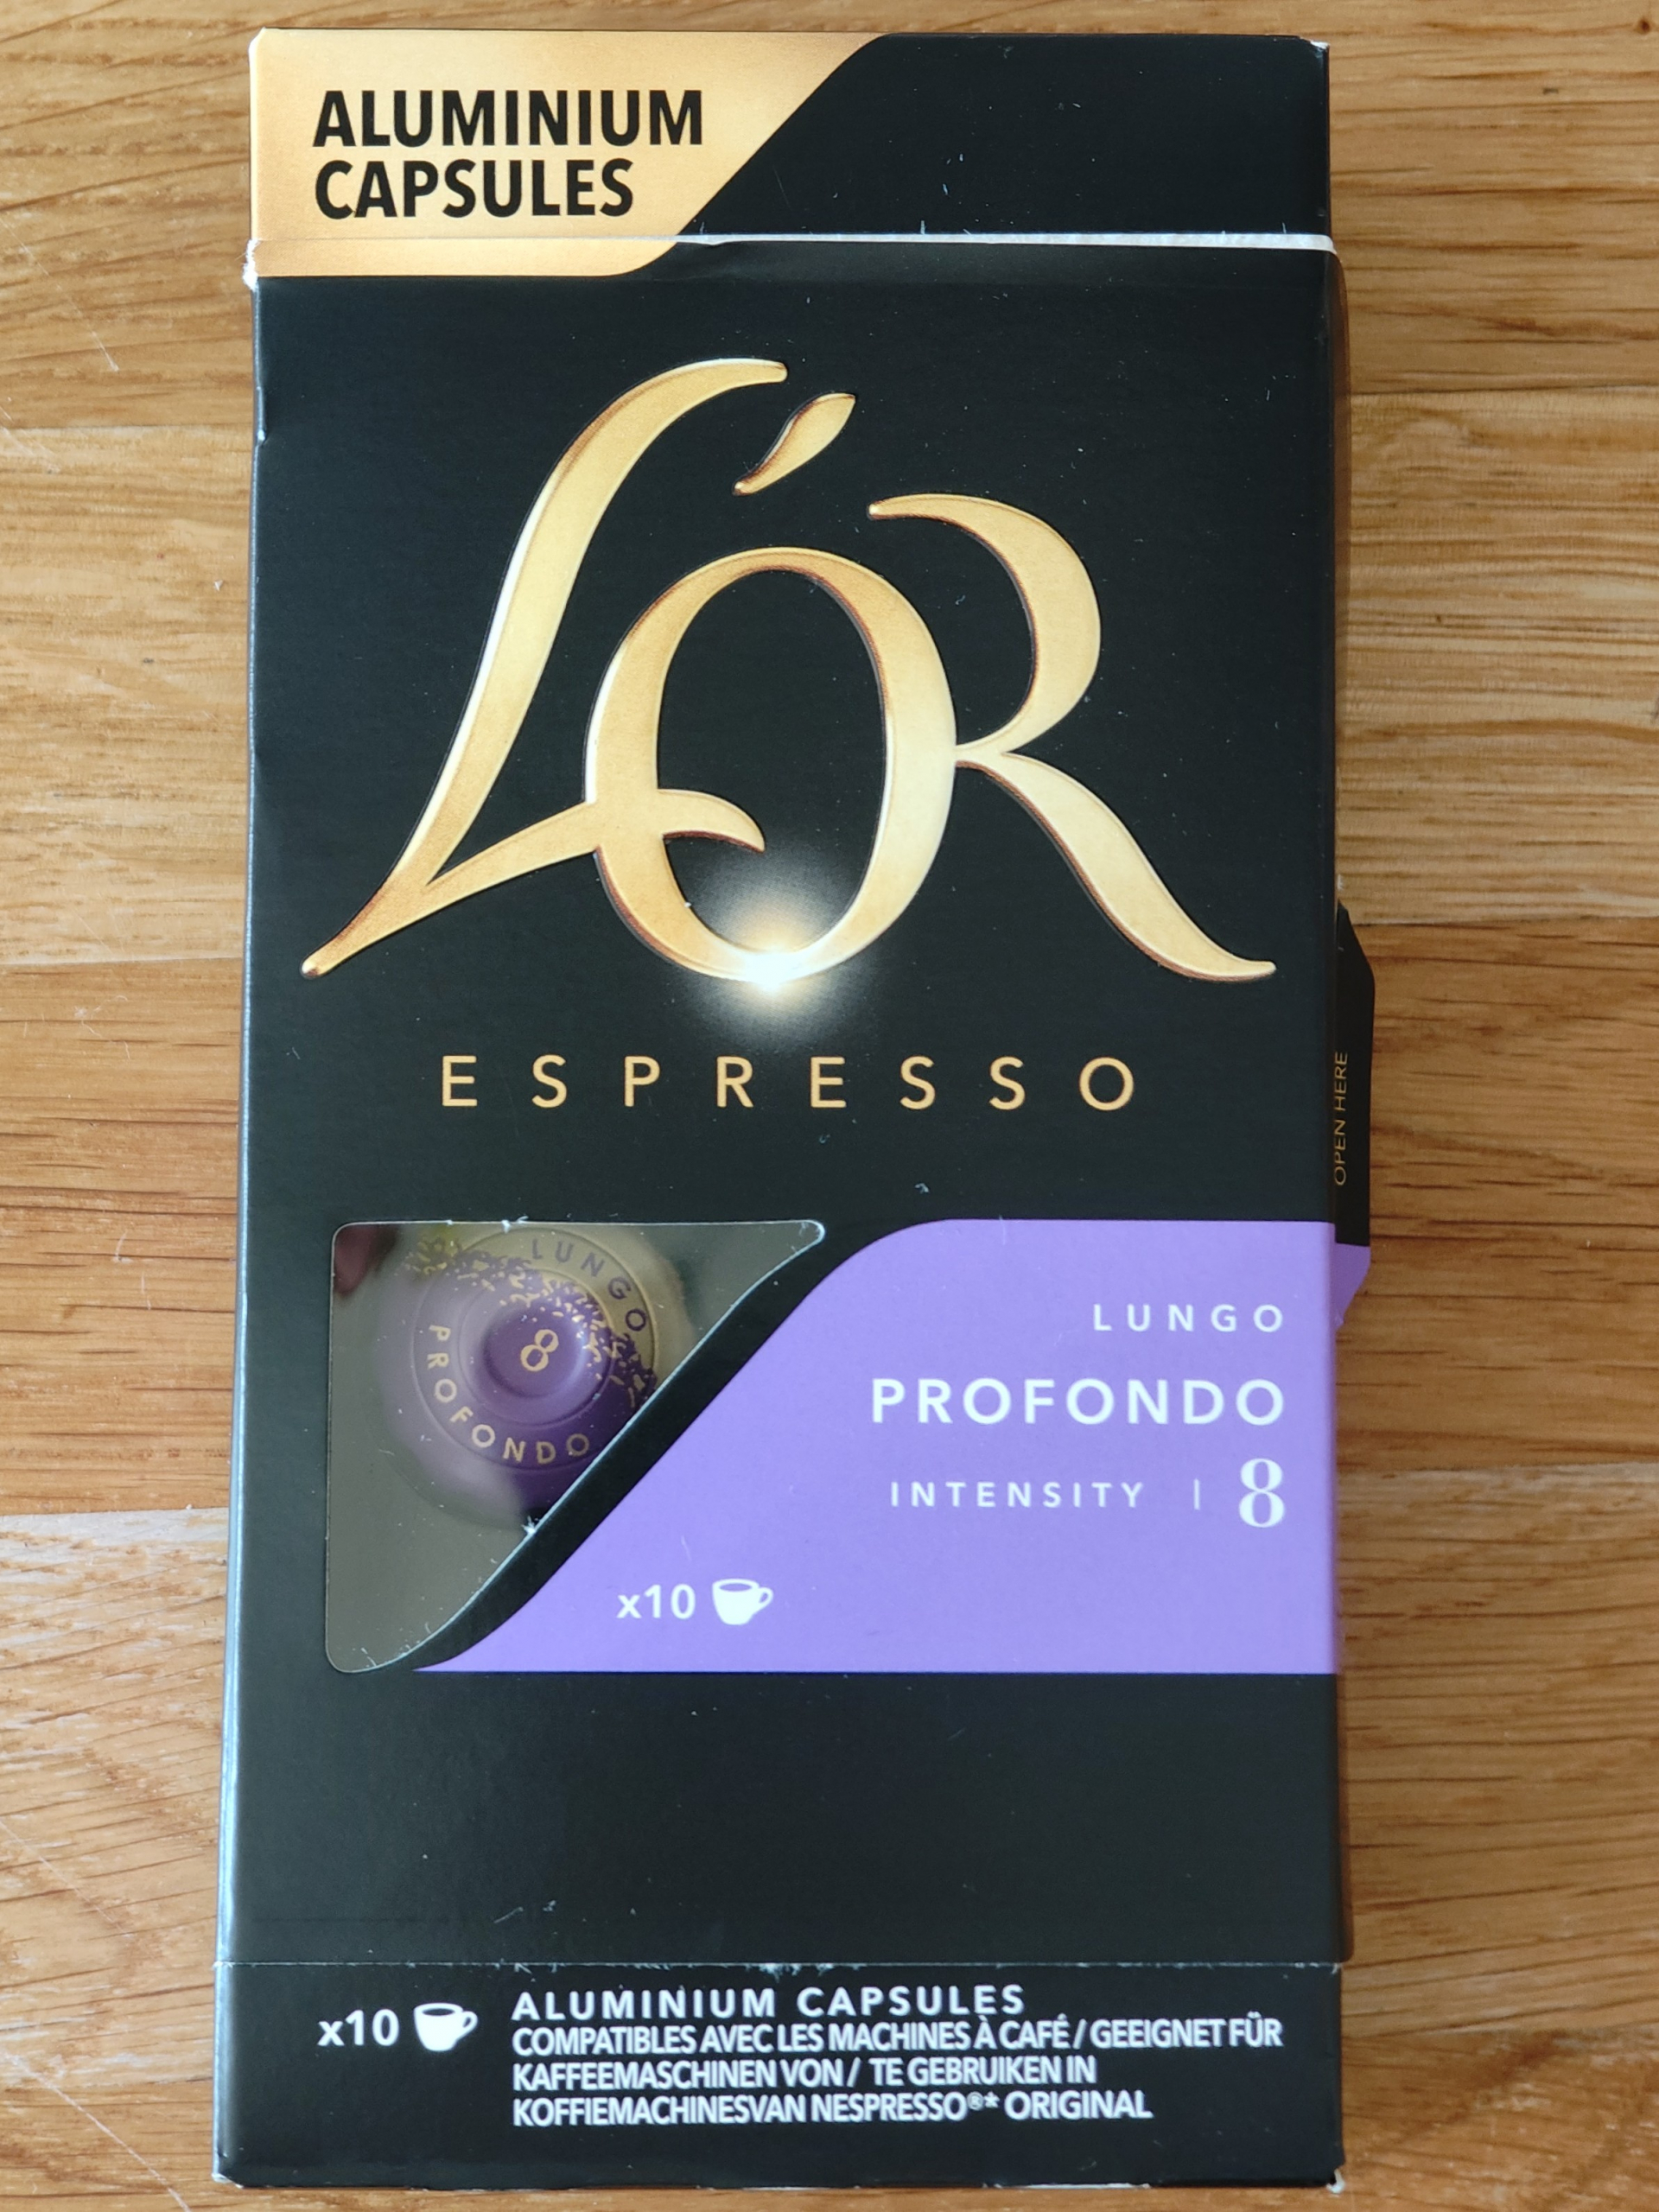 ALUMINIUM
CAPSULES
L'OR
ESPRESSO
OPEN HERE
LUNGO
8
PROFONDO
LUNGO
PROFONDO
INTENSITY | 8
x10
x10
ALUMINIUM CAPSULES
COMPATIBLES AVEC LES MACHINES À CAFÉ / GEEIGNET FÜR
KAFFEEMASCHINEN VON / TE GEBRUIKEN IN
KOFFIEMACHINESVAN NESPRESSO®* ORIGINAL